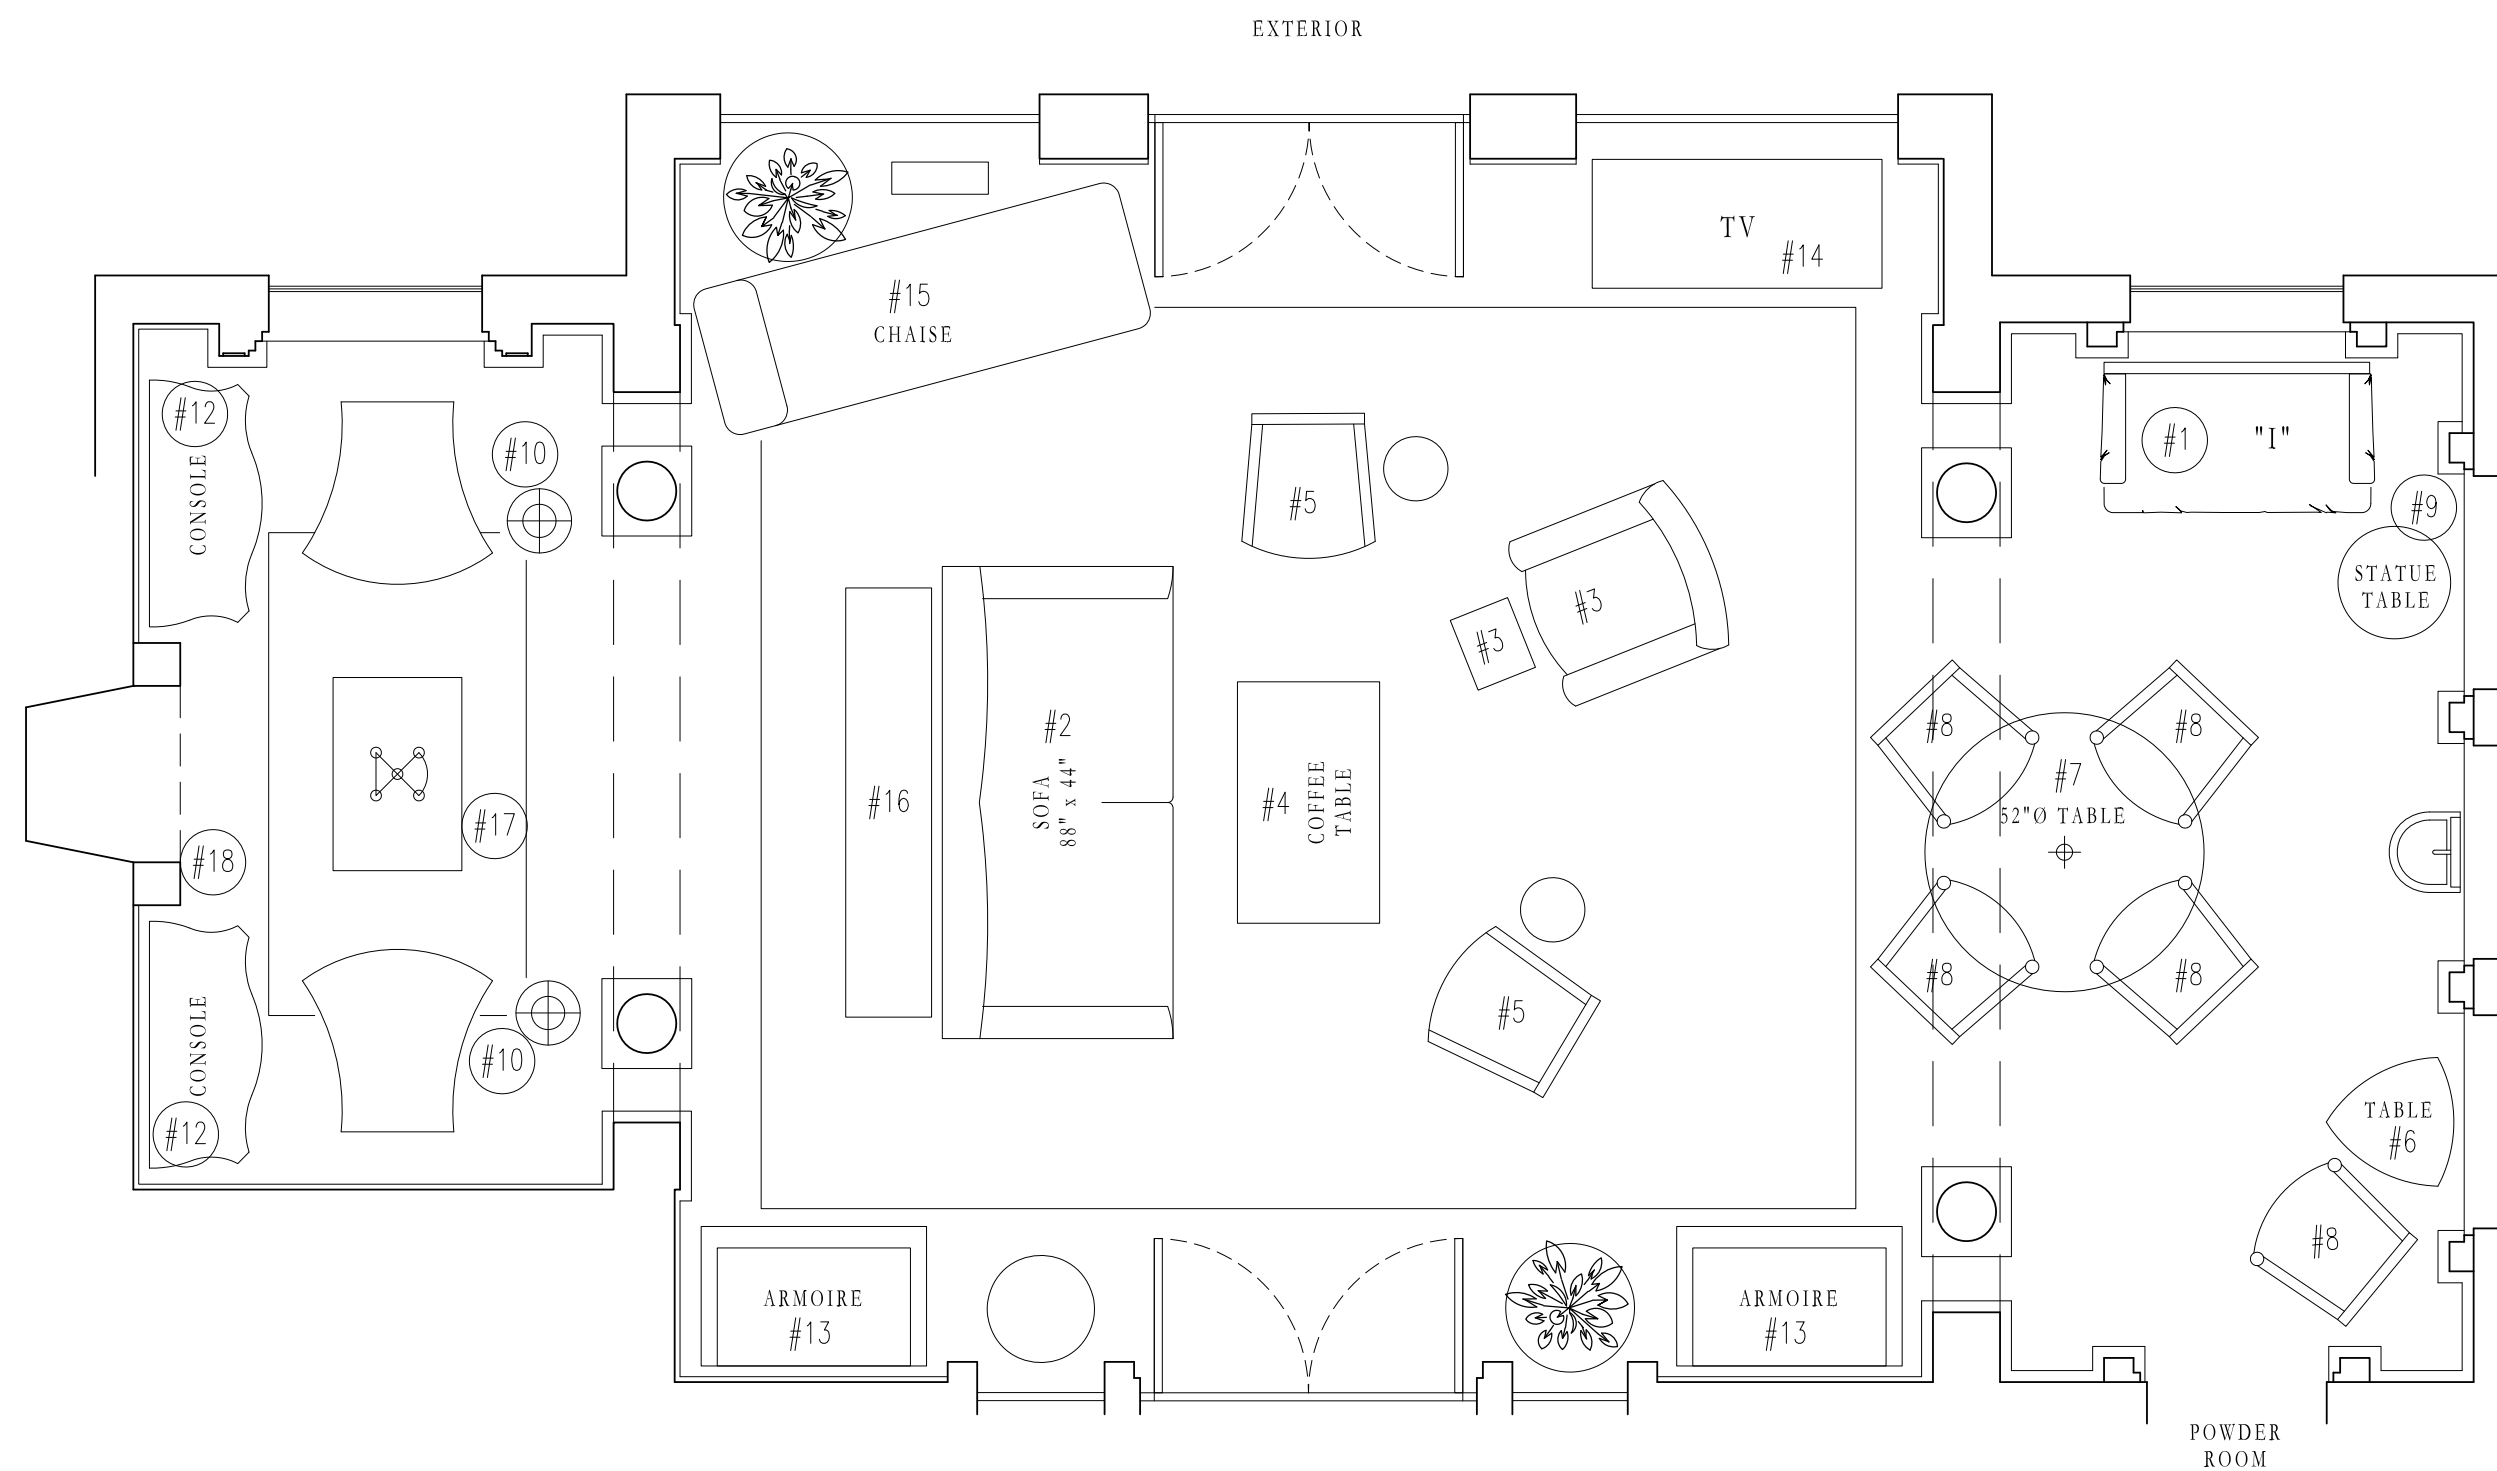 EXTERIOR
TV
#14
#15
CHAISE
#12
CONSOLE
#10
#1
"I"
#9
STATUE
TABLE
#5
#3
#3
#2
SOFA
88" x 44"
#16
#4
COFFEE
TABLE
#8
#8
#7
52"Ø TABLE
#17
#18
#8
#8
#5
CONSOLE
#10
#12
TABLE
#6
#8
ARMOIRE
#13
ARMOIRE
#13
POWDER
ROOM